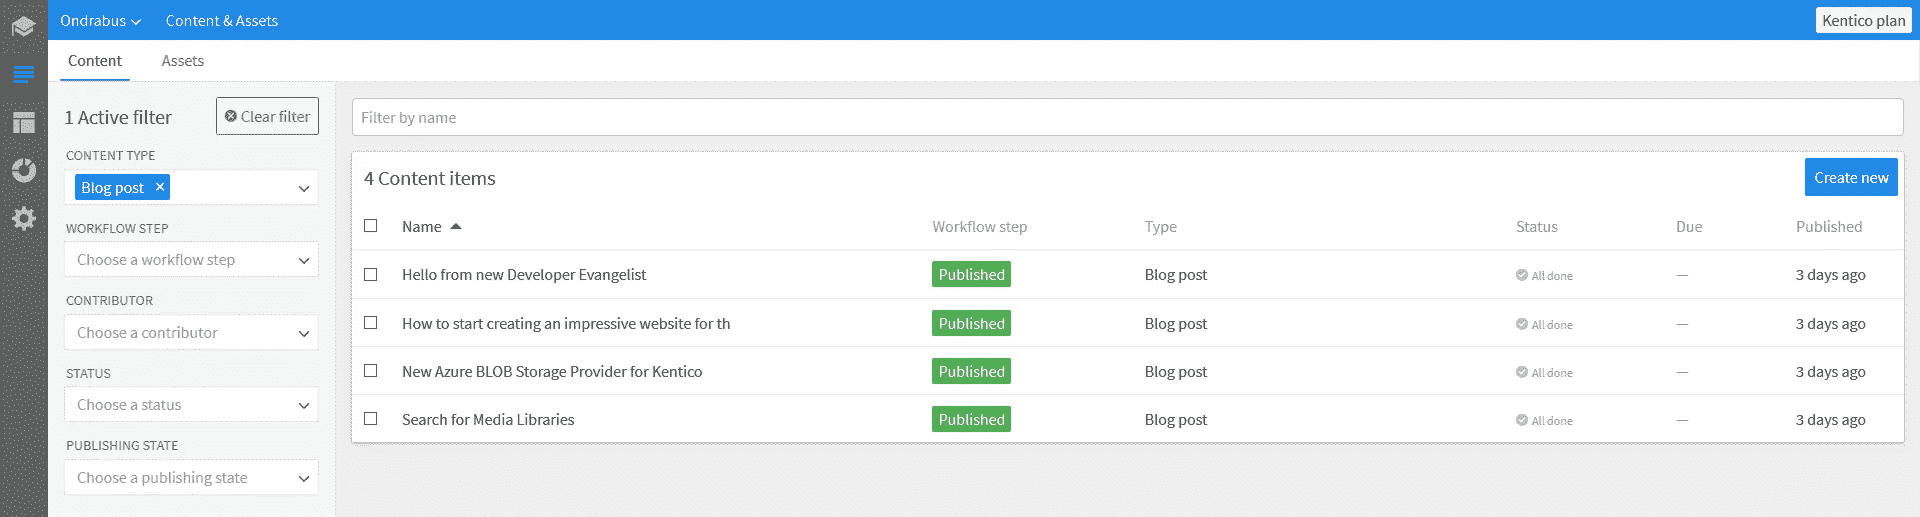 Ondrabus Content & Assets Kentico plan
Content Assets
1 Active filter Clear filter
CONTENT TYPE
Blog post ×
WORKFLOW STEP
Choose a workflow step
CONTRIBUTOR
Choose a contributor
STATUS
Choose a status
PUBLISHING STATE
Choose a publishing state
Filter by name
4 Content items Create new
Name Workflow step Type Status Due Published
Hello from new Developer Evangelist Published Blog post All done — 3 days ago
How to start creating an impressive website for th Published Blog post All done — 3 days ago
New Azure BLOB Storage Provider for Kentico Published Blog post All done — 3 days ago
Search for Media Libraries Published Blog post All done — 3 days ago